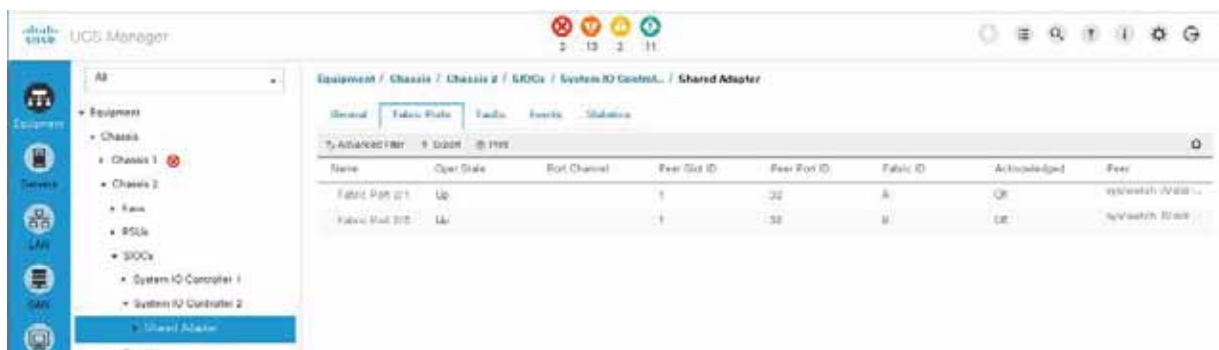 UCS Manager
2 13 2 11
All
Equipment / Chassis / Chassis 2 / SIOCs / System IO Control... / Shared Adapter
Equipment
General Fabric Ports Faults Events Statistics
Equipment
Chassis
Advanced Filter Export Print
Chassis 1
Name Oper State Port Channel Peer Slot ID Peer Port ID Fabric ID Acknowledged Peer
Servers
Chassis 2
Up 1 32 A
Fans
Up 1 32
LAN
PSUs
SIOCs
System IO Controller 1
SAN
System IO Controller 2
Shared Adapter